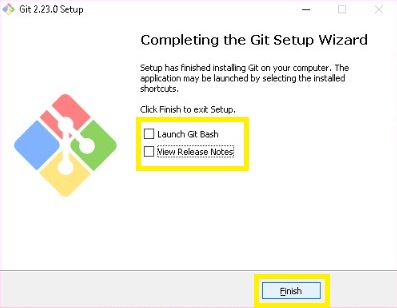 Git 2.23.0 Setup
Completing the Git Setup Wizard
Setup has finished installing Git on your computer. The
application may be launched by selecting the installed
shortcuts.
Click Finish to exit Setup.
Launch Git Bash
View Release Notes
Finish